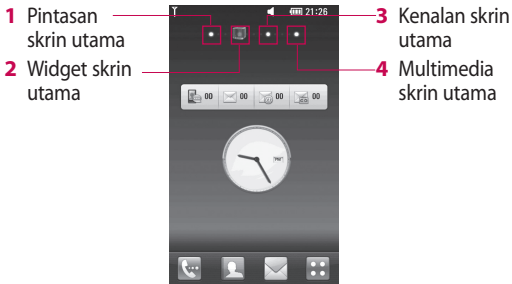 1 Pintasan
skrin utama
2 Widget skrin
utama
21:26
00 00 00 00
3 Kenalan skrin
utama
4 Multimedia
skrin utama